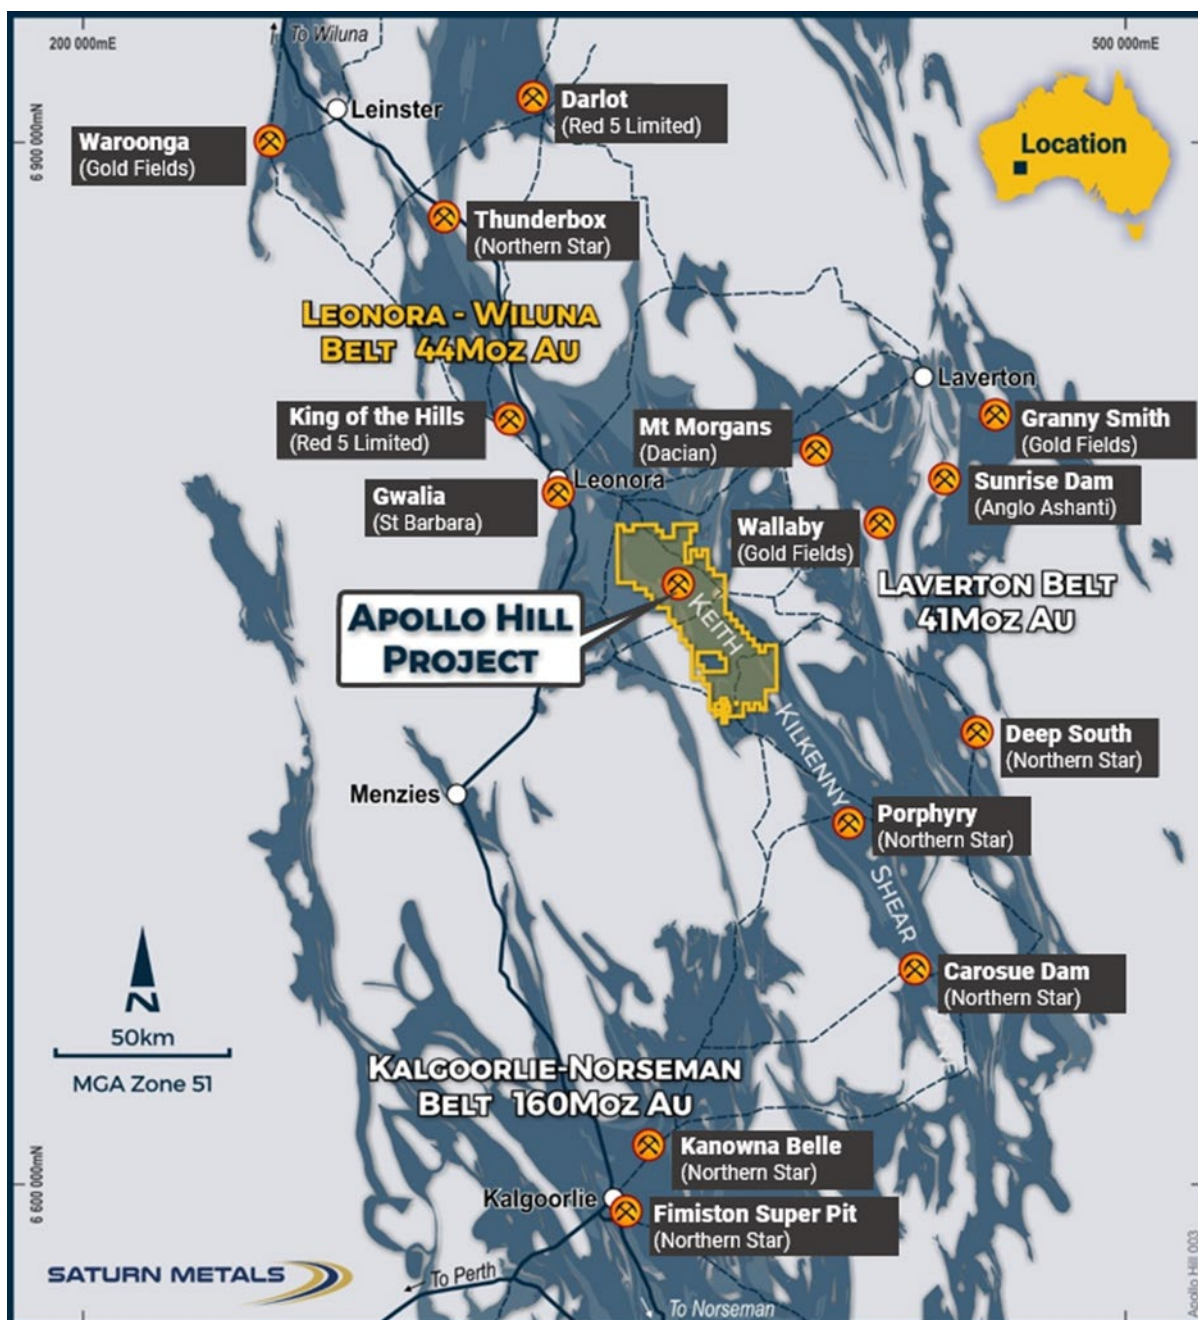 To Wiluna
200 000mE
500 000mE
6 900 000mN
Leinster
Darlot
(Red 5 Limited)
Waroonga
(Gold Fields)
Location
Thunderbox
(Northern Star)
LEONORA - WILUNA
BELT 44MOZ AU
Laverton
King of the Hills
(Red 5 Limited)
Mt Morgans
(Dacian)
Granny Smith
(Gold Fields)
Leonora
Gwalia
(St Barbara)
Sunrise Dam
(Anglo Ashanti)
Wallaby
(Gold Fields)
LAVERTON BELT
41MOZ AU
APOLLO HILL
PROJECT
KEITH
KILKENNY
SHEAR
Deep South
(Northern Star)
Menzies
Porphyry
(Northern Star)
Carosue Dam
(Northern Star)
N
50km
MGA Zone 51
KALGOORLIE-NORSEMAN
BELT 160MOZ AU
Kanowna Belle
(Northern Star)
6 600 000mN
Kalgoorlie
Fimiston Super Pit
(Northern Star)
SATURN METALS
To Perth
To Norseman
Apollo Hill 003